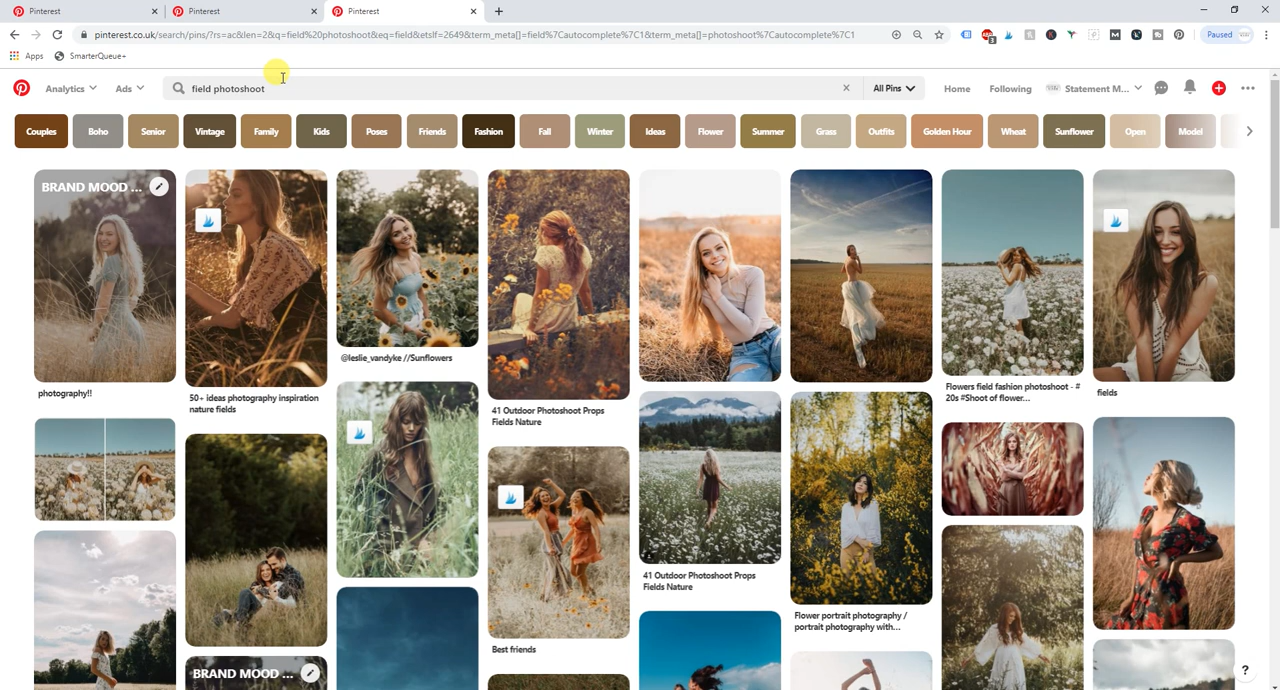 Pinterest
Pinterest
Pinterest
pinterest.co.uk/search/pins/?rs=ac&len=2&q=field%20photoshoot&eq=field&etslf=2649&term_meta[]=field%7Cautocomplete%7C1&term_meta[]=photoshoot%7Cautocomplete%7C1
Paused
Apps
SmarterQueue+
Analytics
Ads
field photoshoot
All Pins
Home
Following
Statement M...
Couples
Boho
Senior
Vintage
Family
Kids
Poses
Friends
Fashion
Fall
Winter
Ideas
Flower
Summer
Grass
Outfits
Golden Hour
Wheat
Sunflower
Open
Model
BRAND MOOD ...
photography!!
50+ ideas photography inspiration
nature fields
BRAND MOOD ...
@leslie_vandyke //Sunflowers
41 Outdoor Photoshoot Props
Fields Nature
Best friends
41 Outdoor Photoshoot Props
Fields Nature
Flower portrait photography /
portrait photography with...
Flowers field fashion photoshoot - #
20s #Shoot of flower...
fields
?